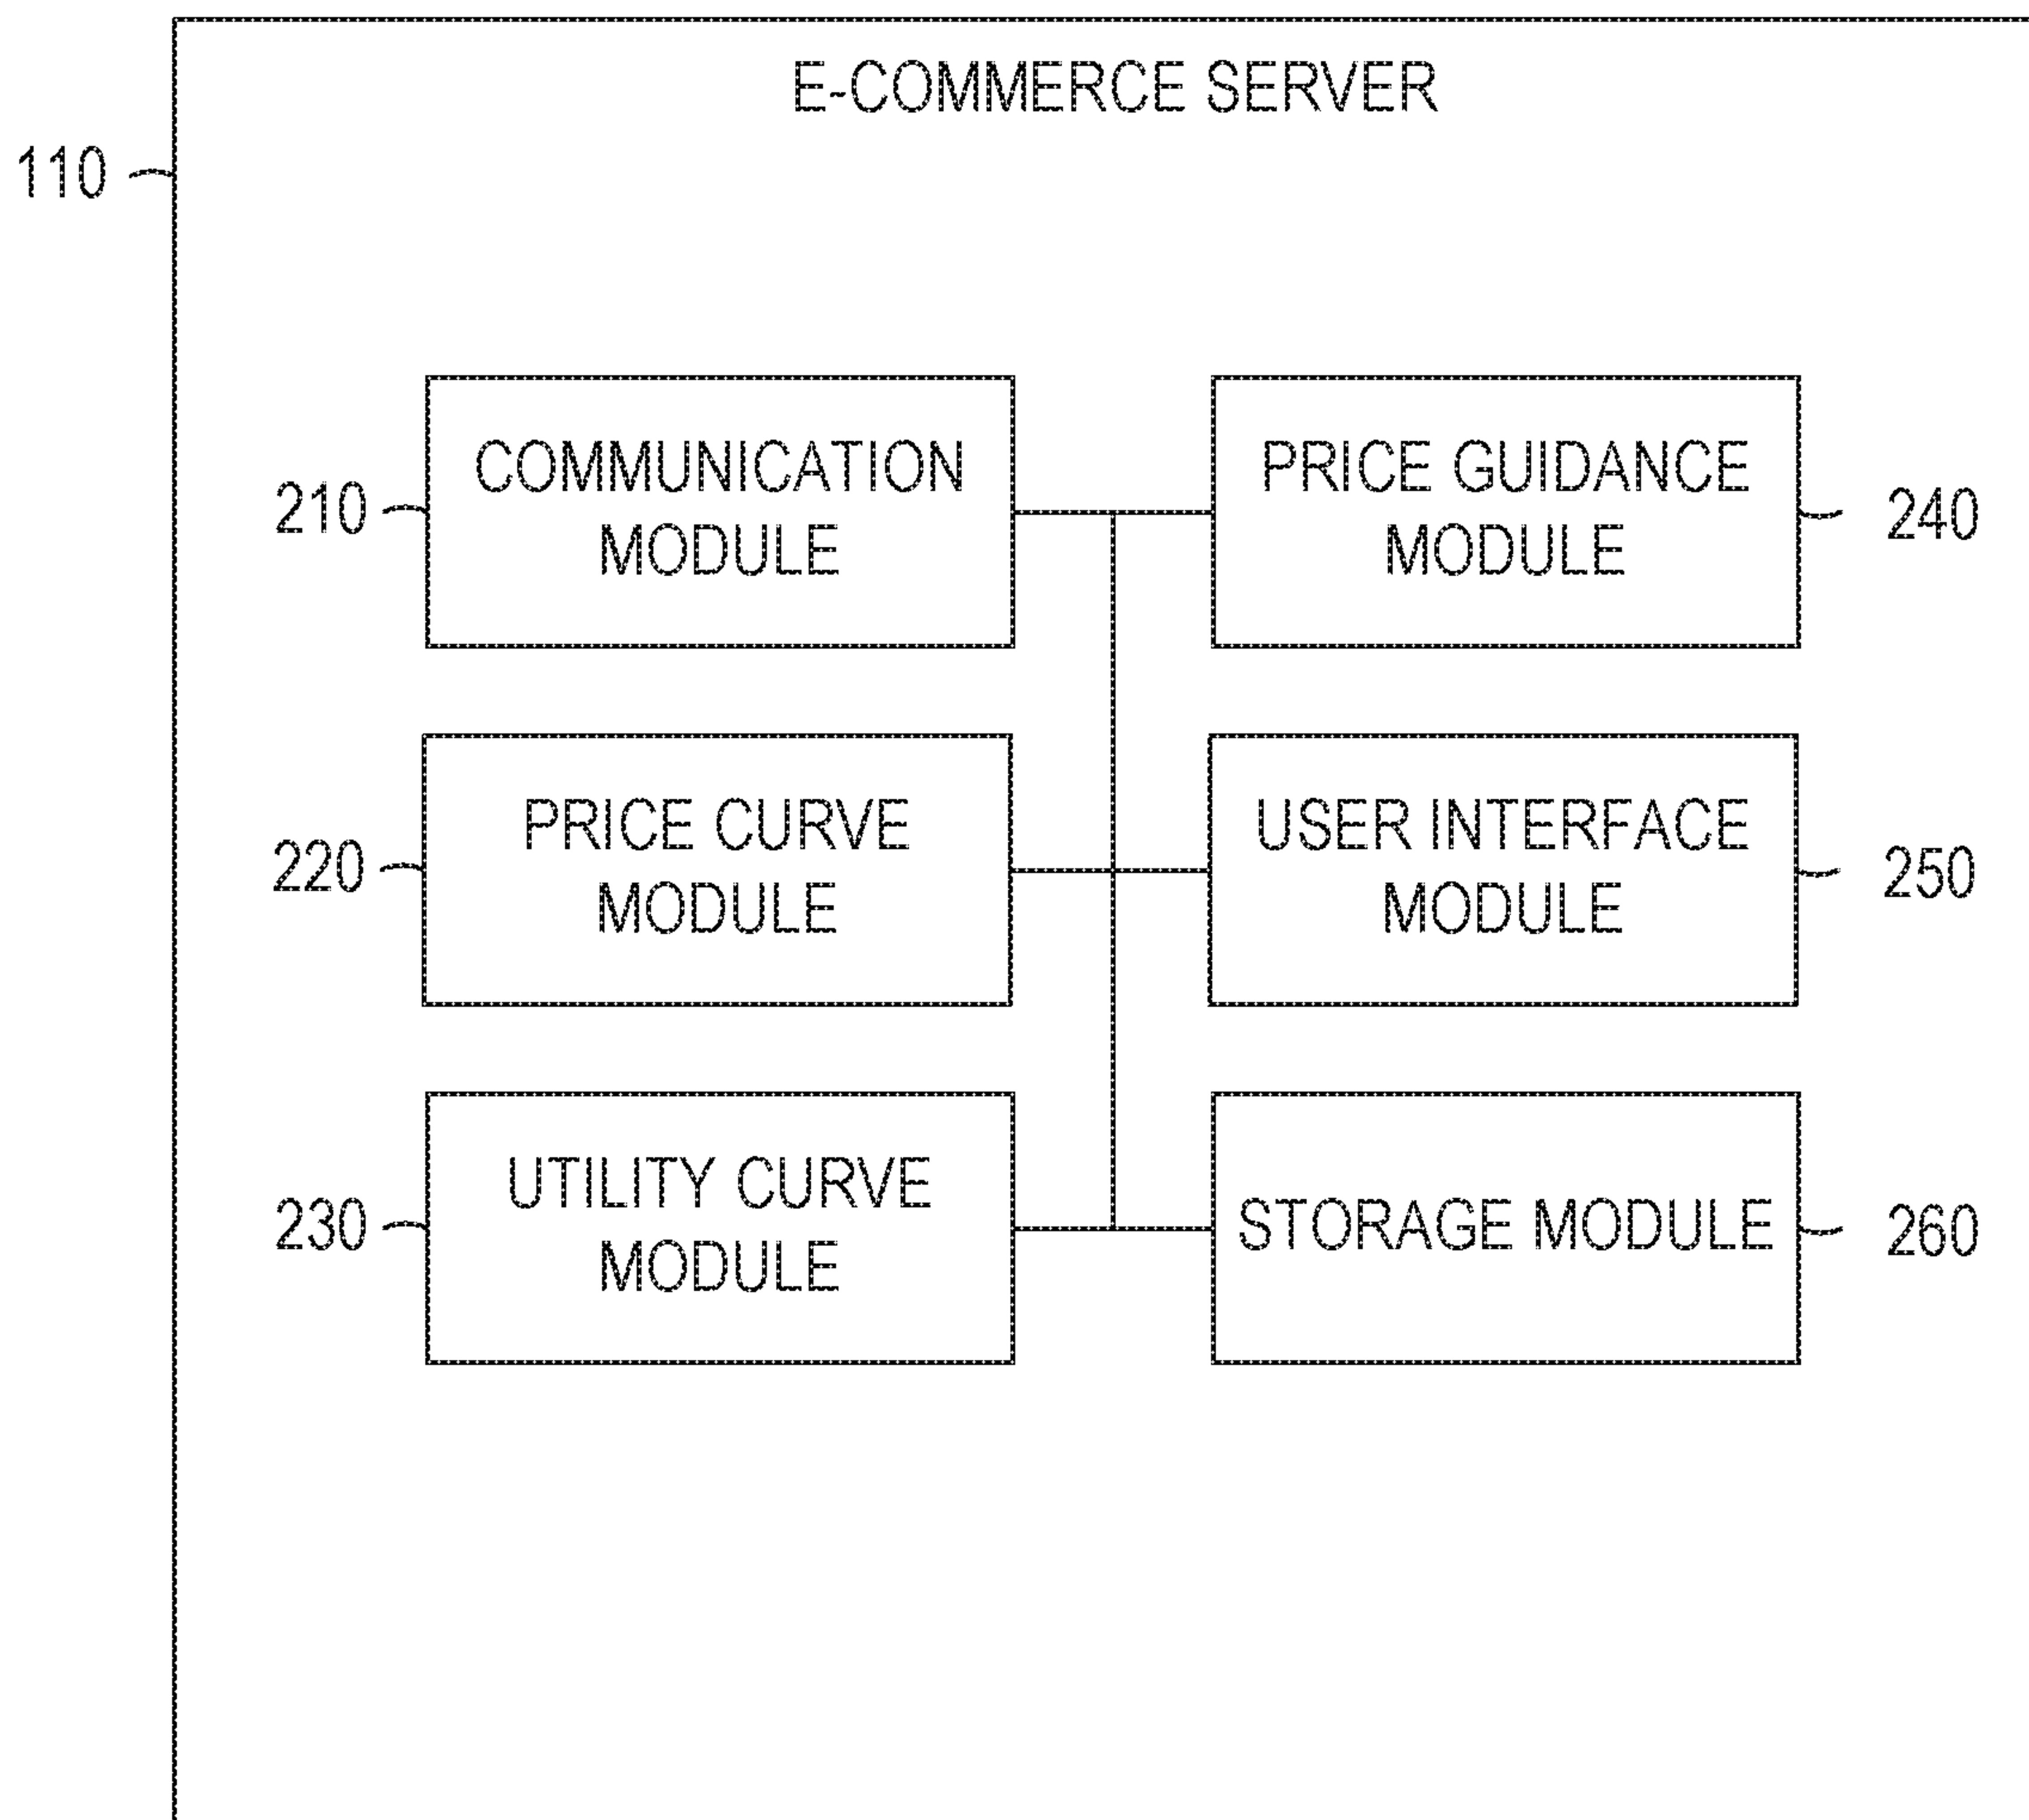 E-COMMERCE SERVER
110
COMMUNICATION
MODULE
210
PRICE GUIDANCE
MODULE
240
PRICE CURVE
MODULE
220
USER INTERFACE
MODULE
250
UTILITY CURVE
MODULE
230
STORAGE MODULE
260